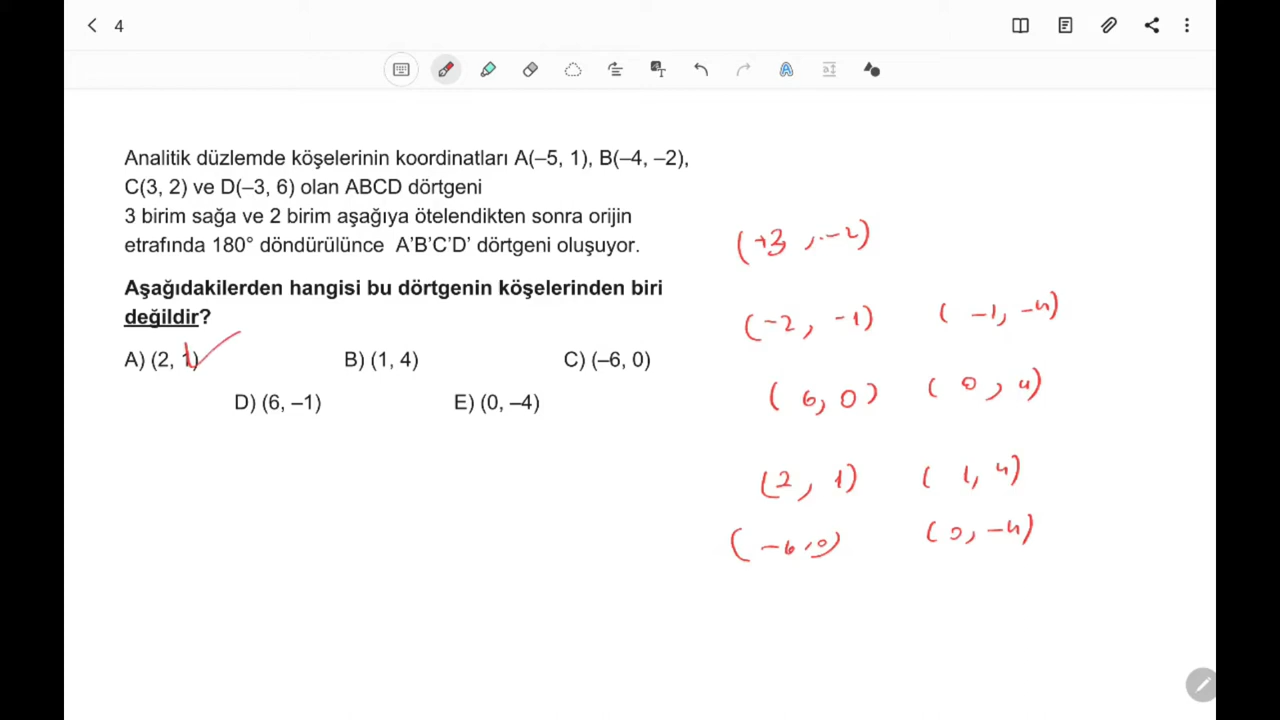 4
Analitik düzlemde köşelerinin koordinatları A(–5, 1), B(–4, –2),
C(3, 2) ve D(–3, 6) olan ABCD dörtgeni
3 birim sağa ve 2 birim aşağıya ötelendikten sonra orijin
etrafında 180° döndürülünce A'B'C'D' dörtgeni oluşuyor.
(+3, -2)
Aşağıdakilerden hangisi bu dörtgenin köşelerinden biri
değildir?
(-2, -1) (-1, -4)
A) (2, 1) B) (1, 4) C) (–6, 0)
(6, 0) (0, 4)
D) (6, –1) E) (0, –4)
(2, 1) (1, 4)
(-6, 0) (0, -4)